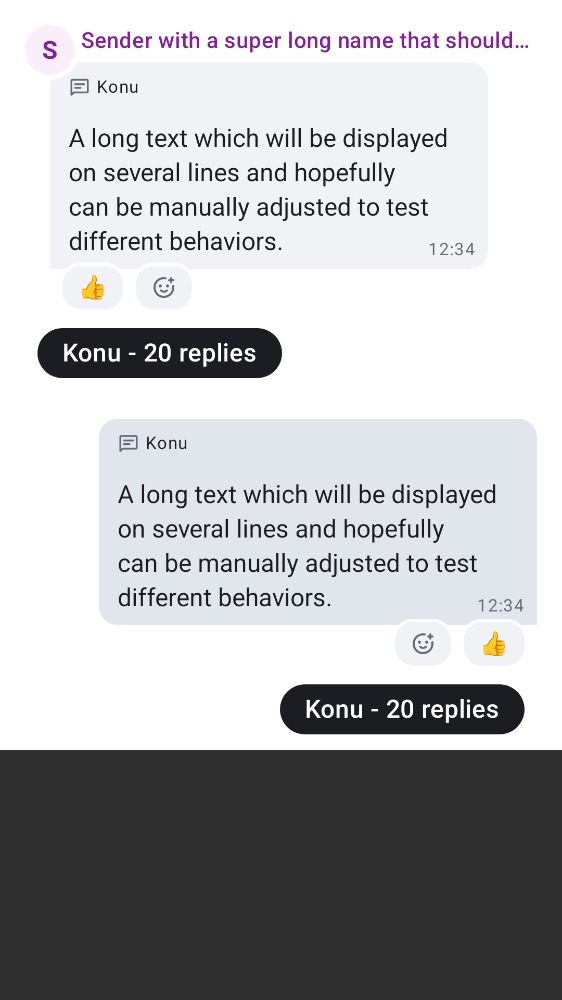 S
Sender with a super long name that should…
Konu
A long text which will be displayed
on several lines and hopefully
can be manually adjusted to test
different behaviors.
12:34
👍
Konu - 20 replies
Konu
A long text which will be displayed
on several lines and hopefully
can be manually adjusted to test
different behaviors.
12:34
👍
Konu - 20 replies